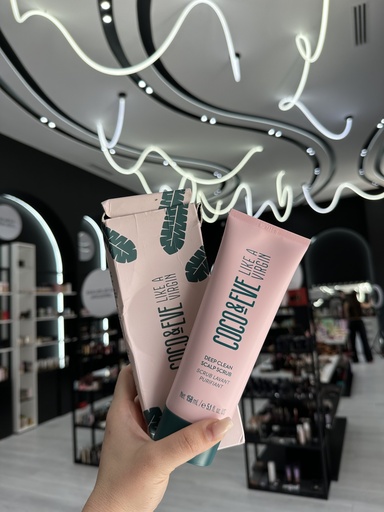 COCO&EVE
LIKE A
VIRGIN
COCO&EVE
LIKE A
VIRGIN
DEEP CLEAN
SCALP SCRUB
SCRUB LAVANT
PURIFIANT